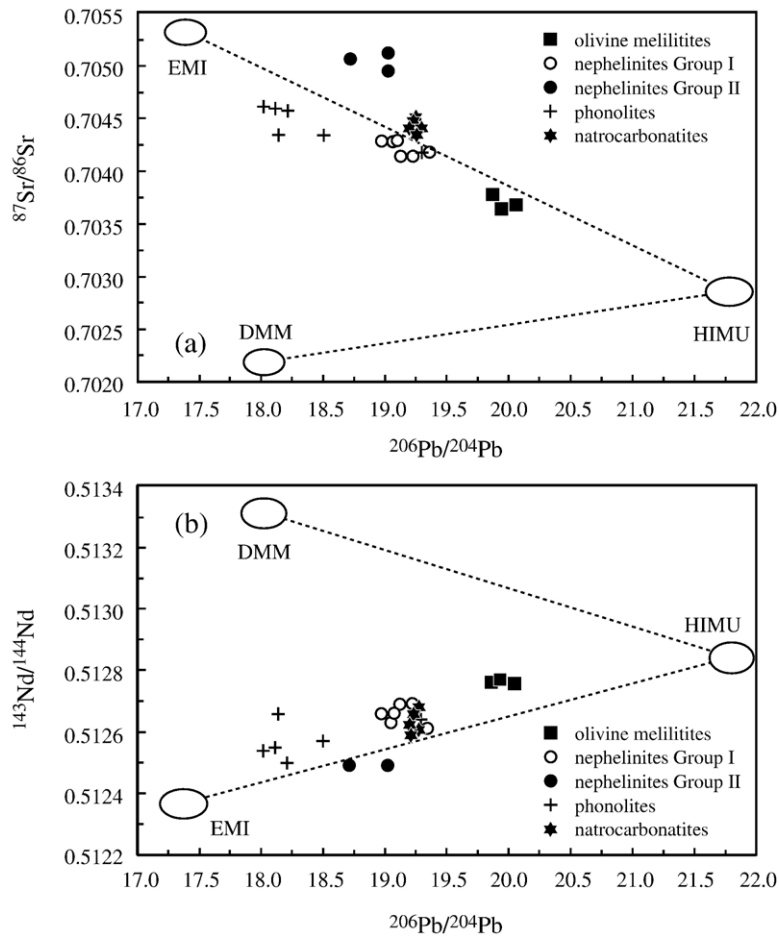 (a)
0.7055
0.7050
0.7045
0.7040
0.7035
0.7030
0.7025
0.7020
87Sr/86Sr
EMI
DMM
HIMU
olivine melilitites
nephelinites Group I
nephelinites Group II
phonolites
natrocarbonatites
17.0 17.5 18.0 18.5 19.0 19.5 20.0 20.5 21.0 21.5 22.0
206Pb/204Pb
(b)
0.5134
0.5132
0.5130
0.5128
0.5126
0.5124
0.5122
143Nd/144Nd
DMM
HIMU
EMI
olivine melilitites
nephelinites Group I
nephelinites Group II
phonolites
natrocarbonatites
17.0 17.5 18.0 18.5 19.0 19.5 20.0 20.5 21.0 21.5 22.0
206Pb/204Pb